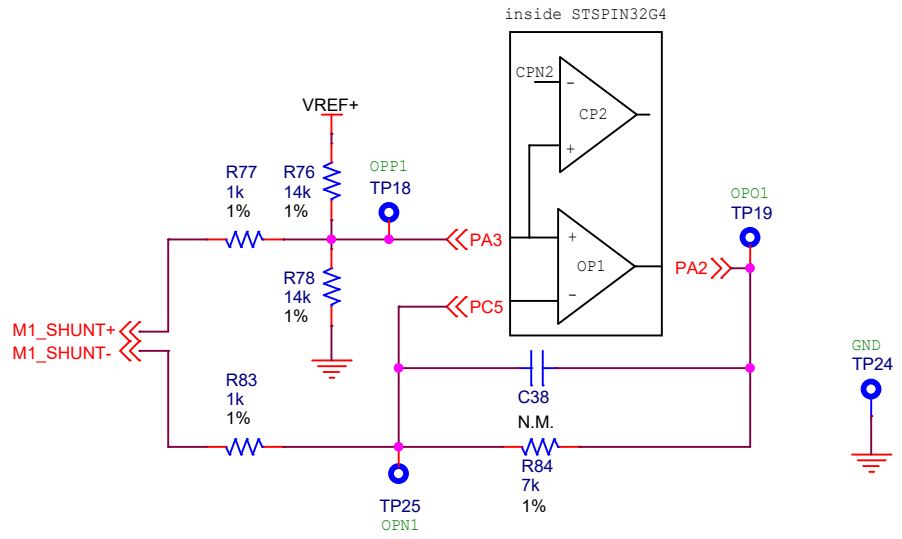 inside STSPIN32G4
CPN2
-
CP2
+
VREF+
R77
1k
1%
R76
14k
1%
OPP1
TP18
OPO1
TP19
PA3
+
OP1
-
PA2
R78
14k
1%
PC5
M1_SHUNT+
M1_SHUNT-
GND
TP24
R83
1k
1%
C38
N.M.
R84
7k
1%
TP25
OPN1